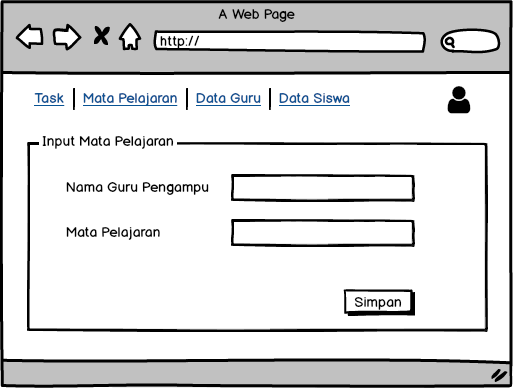 A Web Page
http://
Task | Mata Pelajaran | Data Guru | Data Siswa
Input Mata Pelajaran
Nama Guru Pengampu
Mata Pelajaran
Simpan